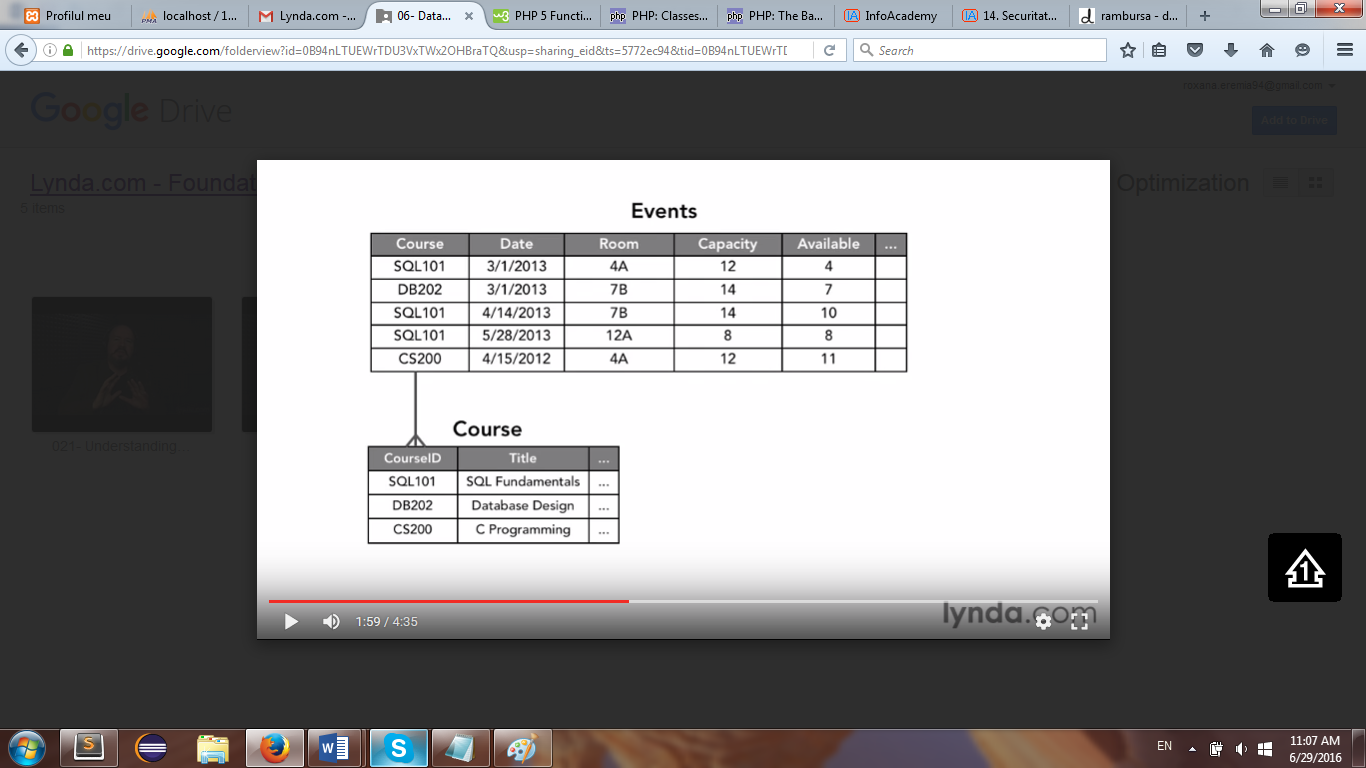 Profilul meu
localhost / 1...
Lynda.com -...
06- Data...
PHP 5 Functi...
PHP: Classes...
PHP: The Ba...
InfoAcademy
14. Securitat...
rambursa - d...
https://drive.google.com/folderview?id=0B94nLTUEWrTDU3VxTWx2OHBraTQ&usp=sharing_eid&ts=5772ec94&tid=0B94nLTUEWrTD
Search
Google Drive
roxana.eremia94@gmail.com
Add to Drive
Lynda.com - Foundat
Optimization
5 items
Events
Course Date Room Capacity Available ...
SQL101 3/1/2013 4A 12 4
DB202 3/1/2013 7B 14 7
SQL101 4/14/2013 7B 14 10
SQL101 5/28/2013 12A 8 8
CS200 4/15/2012 4A 12 11
Course
CourseID Title ...
SQL101 SQL Fundamentals ...
DB202 Database Design ...
CS200 C Programming ...
021- Understanding
lynda.com
1:59 / 4:35
1
EN
11:07 AM
6/29/2016